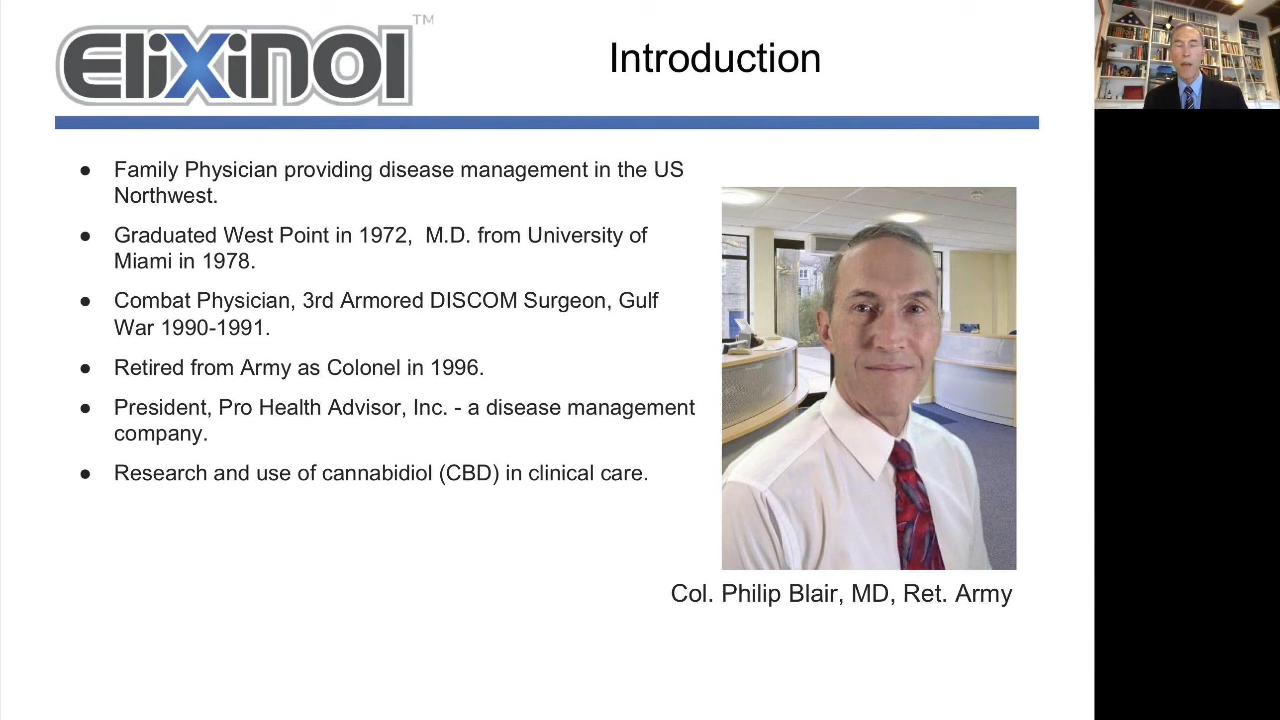 EliXinol™
Introduction
● Family Physician providing disease management in the US
Northwest.
● Graduated West Point in 1972, M.D. from University of
Miami in 1978.
● Combat Physician, 3rd Armored DISCOM Surgeon, Gulf
War 1990-1991.
● Retired from Army as Colonel in 1996.
● President, Pro Health Advisor, Inc. - a disease management
company.
● Research and use of cannabidiol (CBD) in clinical care.
Col. Philip Blair, MD, Ret. Army